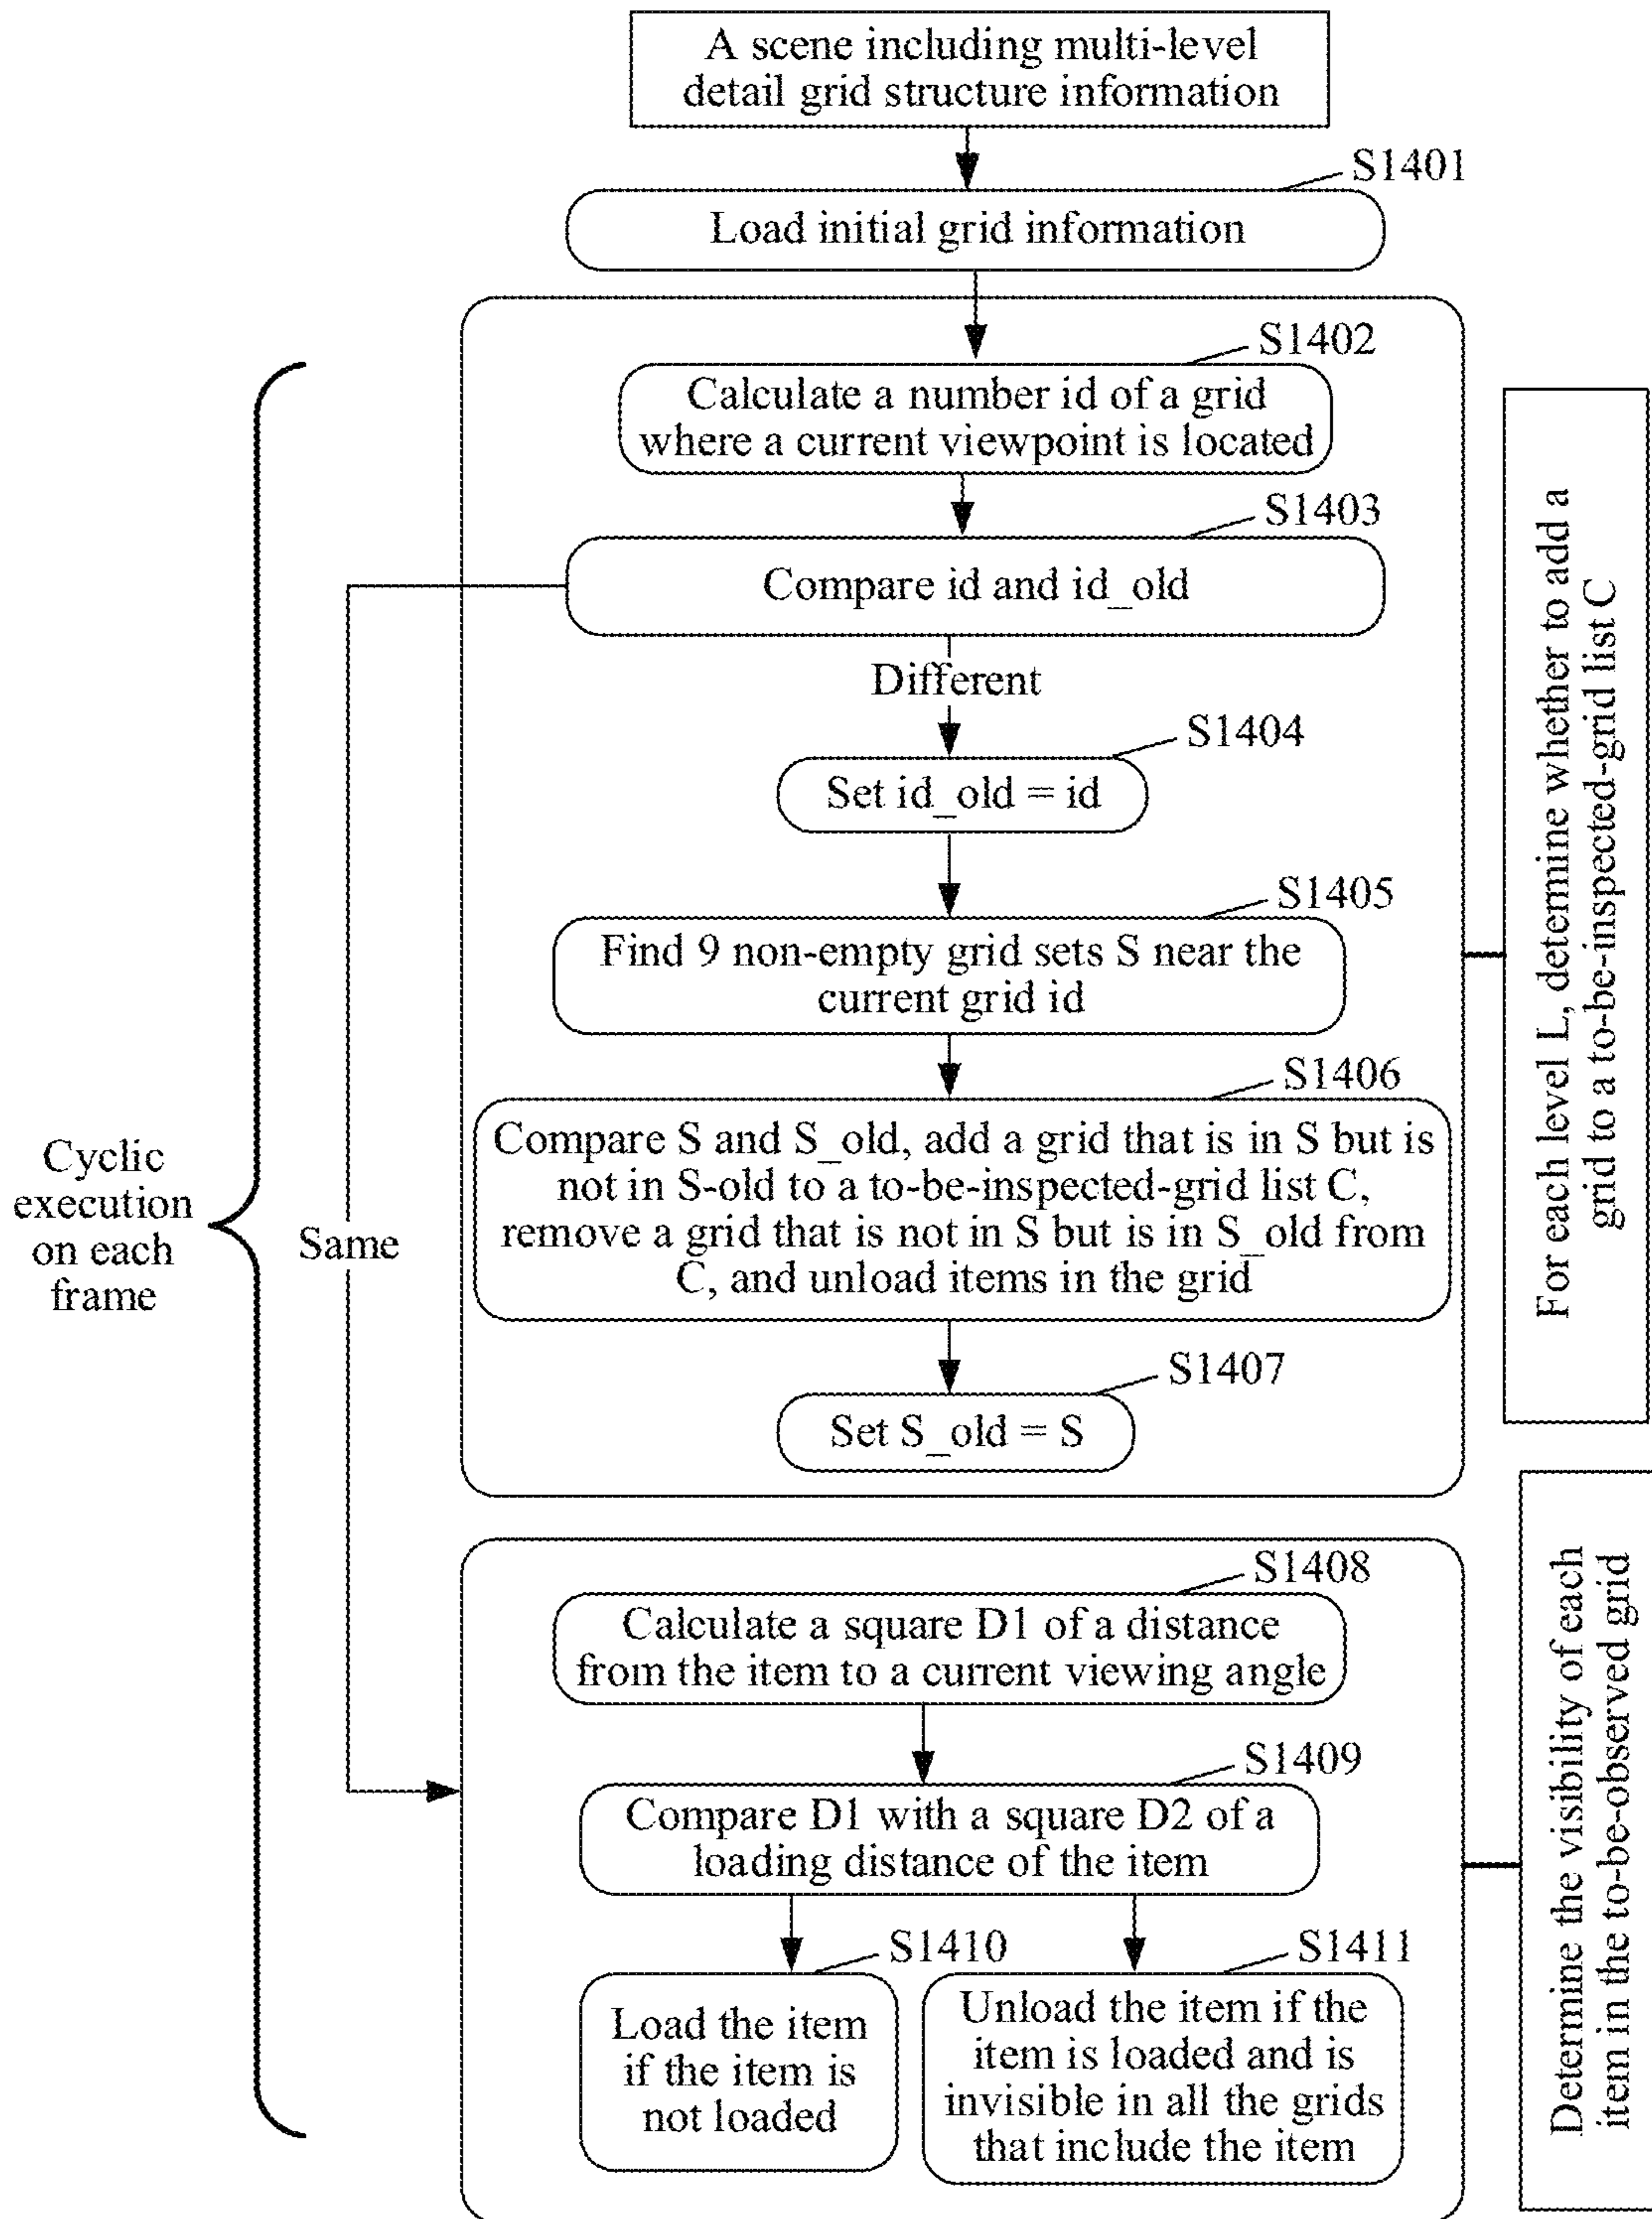 A scene including multi-level
detail grid structure information
S1401
Load initial grid information
S1402
Calculate a number id of a grid
where a current viewpoint is located
S1403
Compare id and id_old
Different
S1404
Set id_old = id
S1405
Find 9 non-empty grid sets S near the
current grid id
S1406
Compare S and S_old, add a grid that is in S but is
not in S-old to a to-be-inspected-grid list C,
remove a grid that is not in S but is in S_old from
C, and unload items in the grid
S1407
Set S_old = S
For each level L, determine whether to add a
grid to a to-be-inspected-grid list C
Cyclic
execution
on each
frame
Same
S1408
Calculate a square D1 of a distance
from the item to a current viewing angle
S1409
Compare D1 with a square D2 of a
loading distance of the item
S1410
Load the item
if the item is
not loaded
S1411
Unload the item if the
item is loaded and is
invisible in all the grids
that include the item
Determine the visibility of each
item in the to-be-observed grid